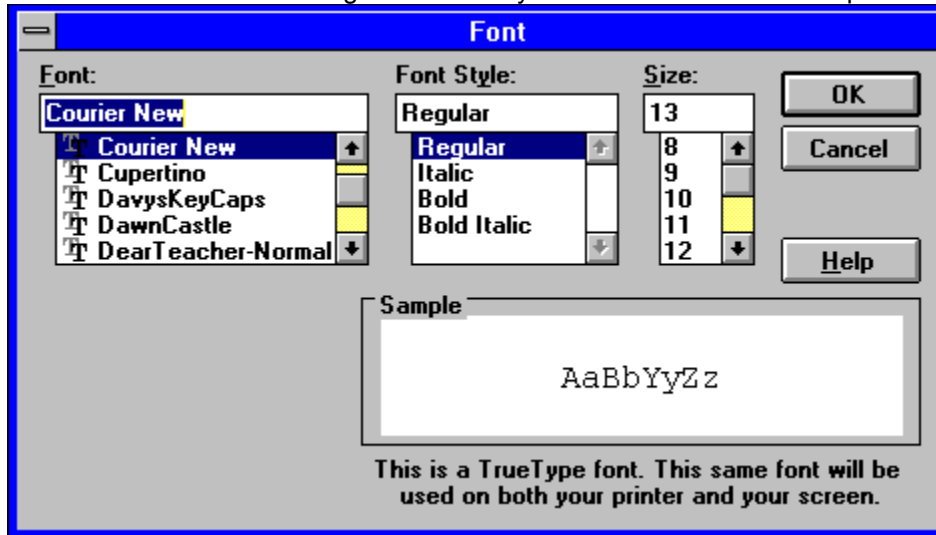 Font
Font:
Font Style:
Size:
Courier New
Regular
13
OK
Courier New
Cupertino
DavysKeyCaps
DawnCastle
DearTeacher-Normal
Regular
Italic
Bold
Bold Italic
8
9
10
11
12
Cancel
Help
Sample
AaBbYyZz
This is a TrueType font. This same font will be
used on both your printer and your screen.